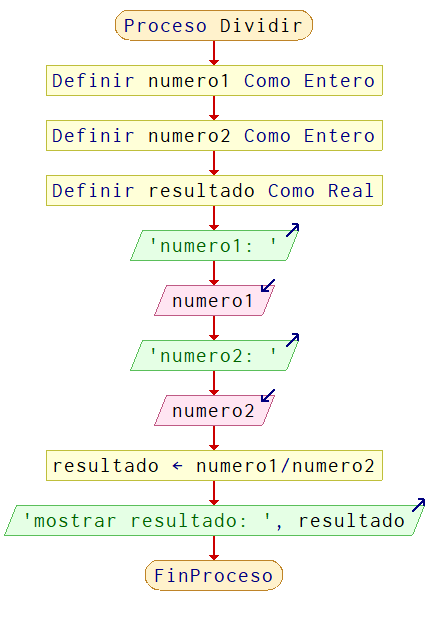 Proceso Dividir
Definir numero1 Como Entero
Definir numero2 Como Entero
Definir resultado Como Real
'numero1: '
numero1
'numero2: '
numero2
resultado ← numero1/numero2
'mostrar resultado: ', resultado
FinProceso